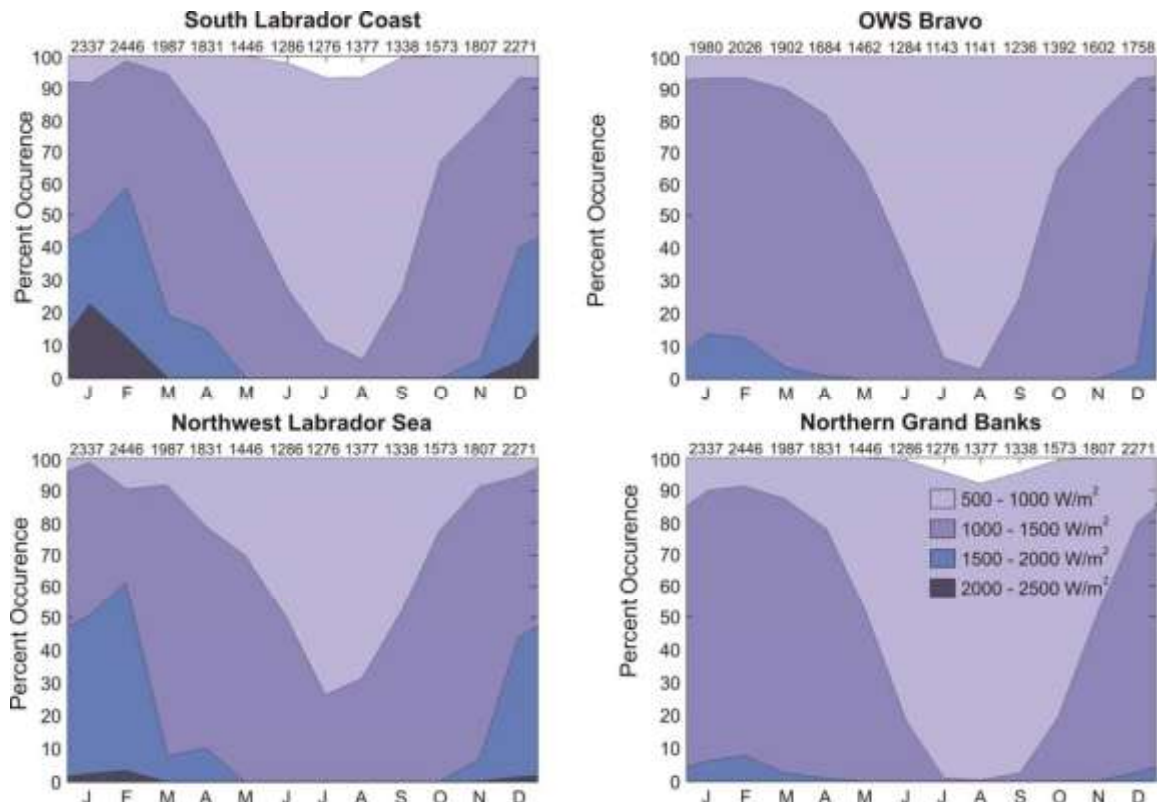 South Labrador Coast
2337 2446 1987 1831 1446 1286 1276 1377 1338 1573 1807 2271
100
90
80
70
60
50
40
30
20
10
0
Percent Occurence
J F M A M J J A S O N D
OWS Bravo
1980 2026 1902 1684 1462 1284 1143 1141 1236 1392 1602 1758
100
90
80
70
60
50
40
30
20
10
0
Percent Occurence
J F M A M J J A S O N D
Northwest Labrador Sea
2337 2446 1987 1831 1446 1286 1276 1377 1338 1573 1807 2271
100
90
80
70
60
50
40
30
20
10
0
Percent Occurence
J F M A M J J A S O N D
Northern Grand Banks
2337 2446 1987 1831 1446 1286 1276 1377 1338 1573 1807 2271
100
90
80
70
60
50
40
30
20
10
0
Percent Occurence
500 - 1000 W/m²
1000 - 1500 W/m²
1500 - 2000 W/m²
2000 - 2500 W/m²
J F M A M J J A S O N D